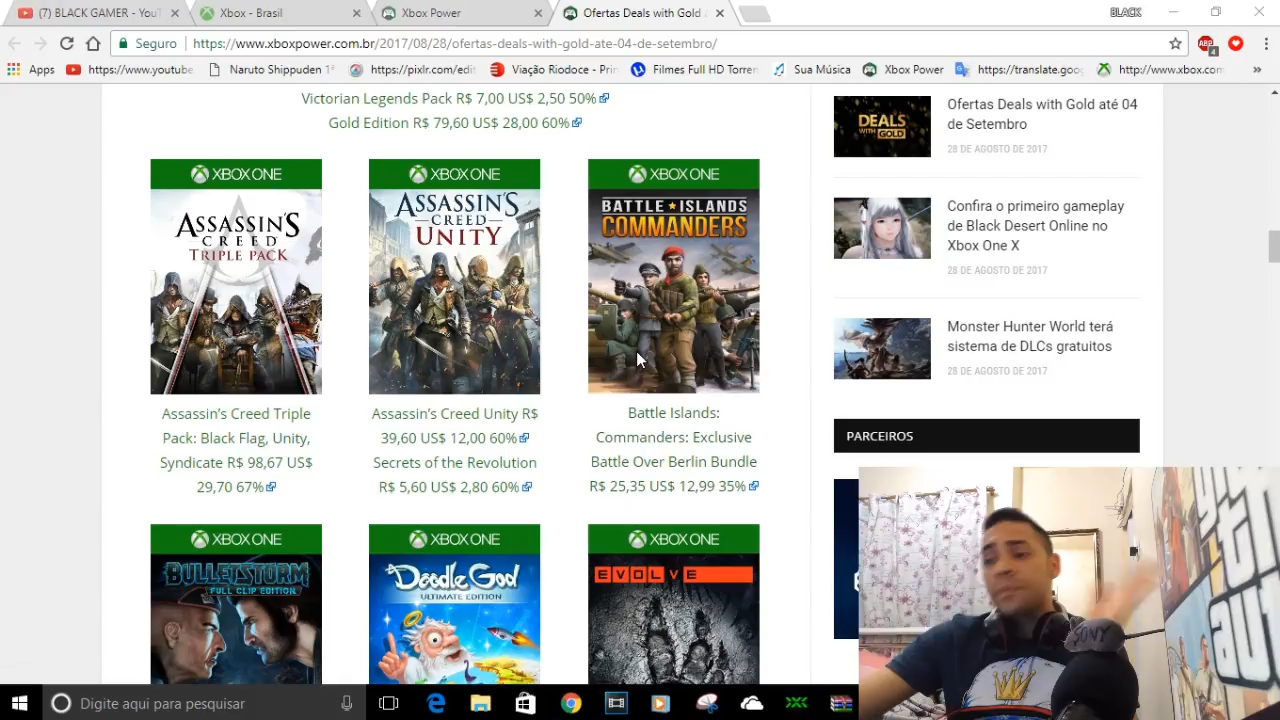 (7) BLACK GAMER - YouT
Xbox - Brasil
Xbox Power
Ofertas Deals with Gold
BLACK
Seguro
https://www.xboxpower.com.br/2017/08/28/ofertas-deals-with-gold-ate-04-de-setembro/
ABP
4
Apps
https://www.youtube
Naruto Shippuden 1ª
https://pixlr.com/edit
Viação Riodoce - Prin
Filmes Full HD Torren
Sua Música
Xbox Power
https://translate.goog
http://www.xbox.com
»
Victorian Legends Pack R$ 7,00 US$ 2,50 50%
Gold Edition R$ 79,60 US$ 28,00 60%
XBOX ONE
ASSASSIN'S
CREED
TRIPLE PACK
Assassin's Creed Triple
Pack: Black Flag, Unity,
Syndicate R$ 98,67 US$
29,70 67%
XBOX ONE
ASSASSIN'S
CREED
UNITY
Assassin's Creed Unity R$
39,60 US$ 12,00 60%
Secrets of the Revolution
R$ 5,60 US$ 2,80 60%
XBOX ONE
BATTLE ★ ISLANDS
COMMANDERS
Battle Islands:
Commanders: Exclusive
Battle Over Berlin Bundle
R$ 25,35 US$ 12,99 35%
XBOX ONE
BULLETSTORM
FULL CLIP EDITION
XBOX ONE
Doodle God
ULTIMATE EDITION
XBOX ONE
EVOLVE
DEALS
WITH GOLD
Ofertas Deals with Gold até 04
de Setembro
28 DE AGOSTO DE 2017
Confira o primeiro gameplay
de Black Desert Online no
Xbox One X
28 DE AGOSTO DE 2017
Monster Hunter World terá
sistema de DLCs gratuitos
28 DE AGOSTO DE 2017
PARCEIROS
SONY
Digite aqui para pesquisar